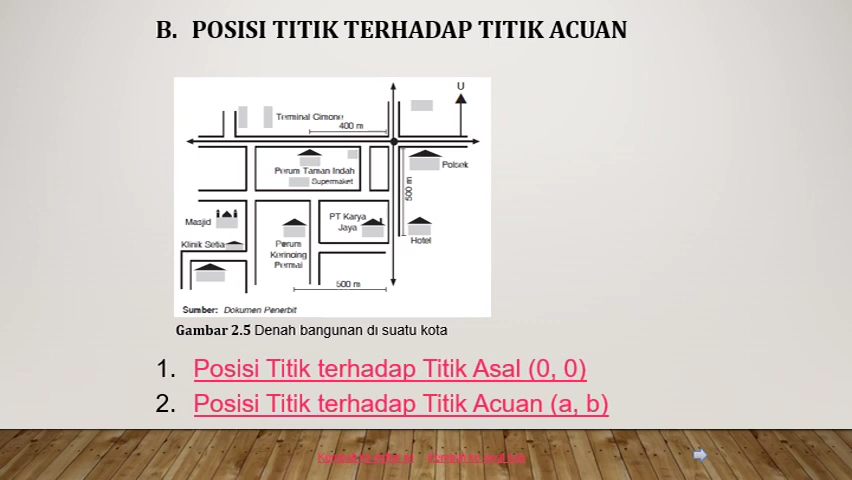 B. POSISI TITIK TERHADAP TITIK ACUAN
U
Terminal Cimone
400 m
Polsek
Perum Taman Indah
Supermaket
500 m
Masjid
PT Karya
Jaya
Klinik Setia
Perum
Kerincing
Permai
Hotel
500 m
Sumber: Dokumen Penerbit
Gambar 2.5 Denah bangunan di suatu kota
1. Posisi Titik terhadap Titik Asal (0, 0)
2. Posisi Titik terhadap Titik Acuan (a, b)